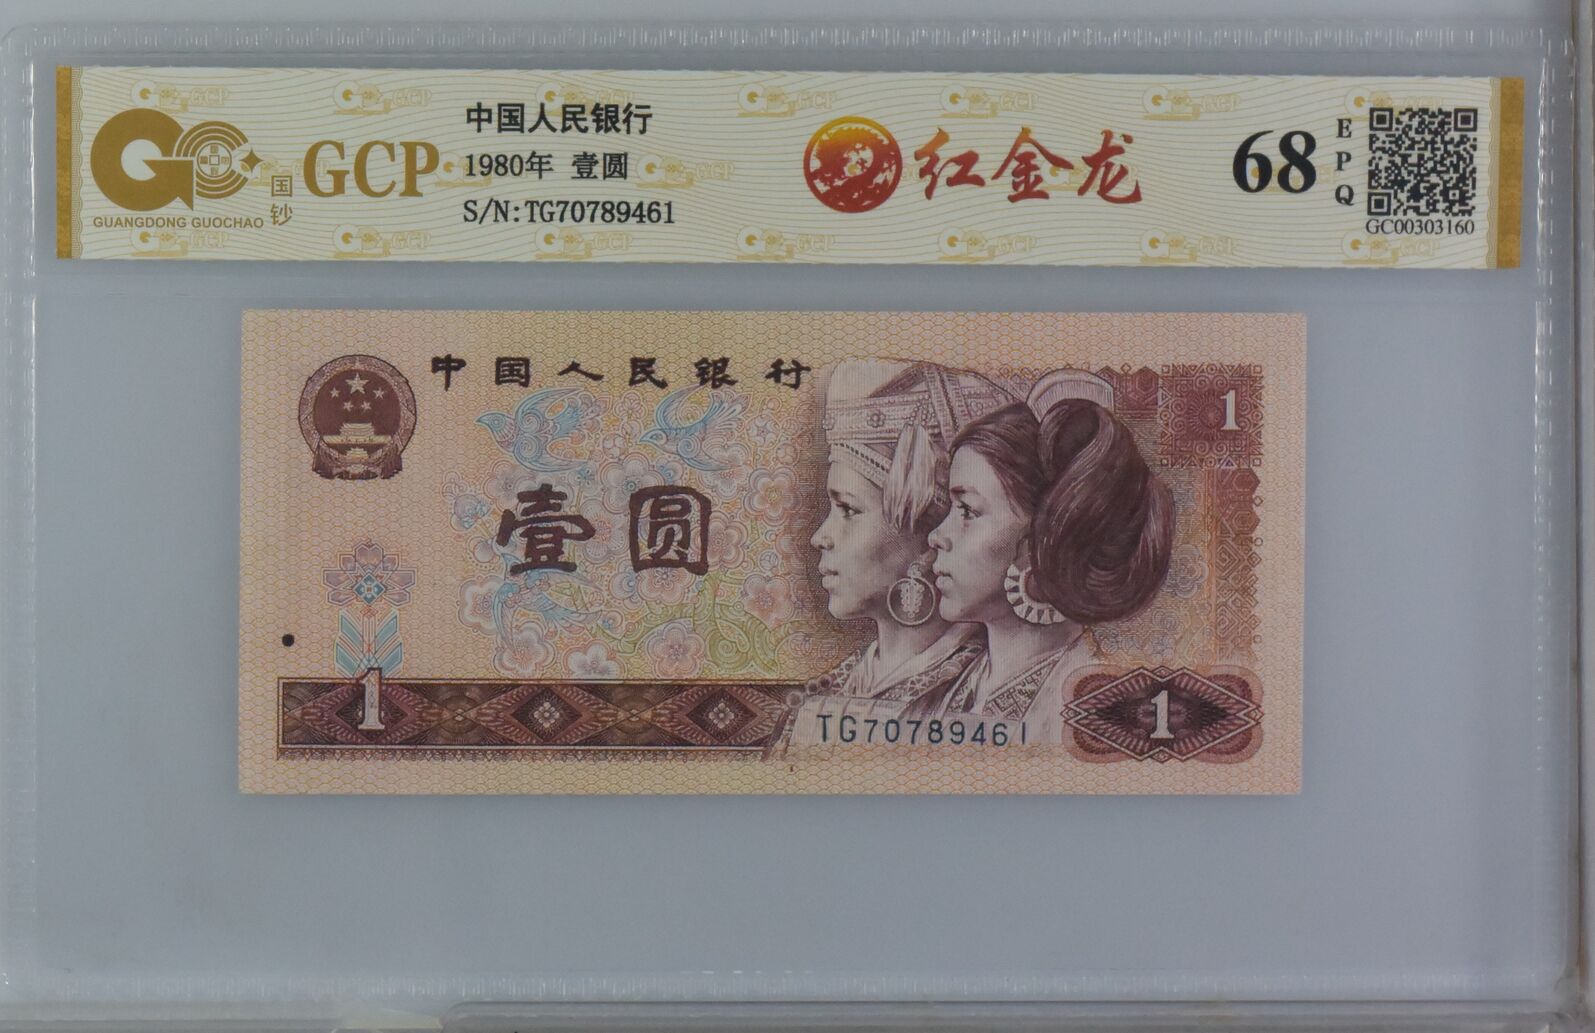 GUANGDONG GUOCHAO
国钞
GCP
中国人民银行
1980年 壹圆
S/N:TG70789461
红金龙
68
EPQ
GC00303160
中国人民银行
1
壹圆
1
TG70789461
1